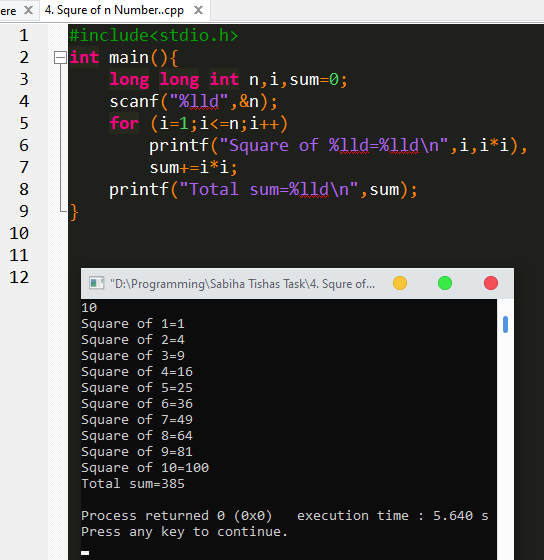 ere X 4. Squre of n Number..cpp X
1 #include<stdio.h>
2 int main(){
3 long long int n,i,sum=0;
4 scanf("%lld",&n);
5 for (i=1;i<=n;i++)
6 printf("Square of %lld=%lld\n",i,i*i),
7 sum+=i*i;
8 printf("Total sum=%lld\n",sum);
9 }
10
11
12
"D:\Programming\Sabiha Tishas Task\4. Squre of...
10
Square of 1=1
Square of 2=4
Square of 3=9
Square of 4=16
Square of 5=25
Square of 6=36
Square of 7=49
Square of 8=64
Square of 9=81
Square of 10=100
Total sum=385
Process returned 0 (0x0) execution time : 5.640 s
Press any key to continue.